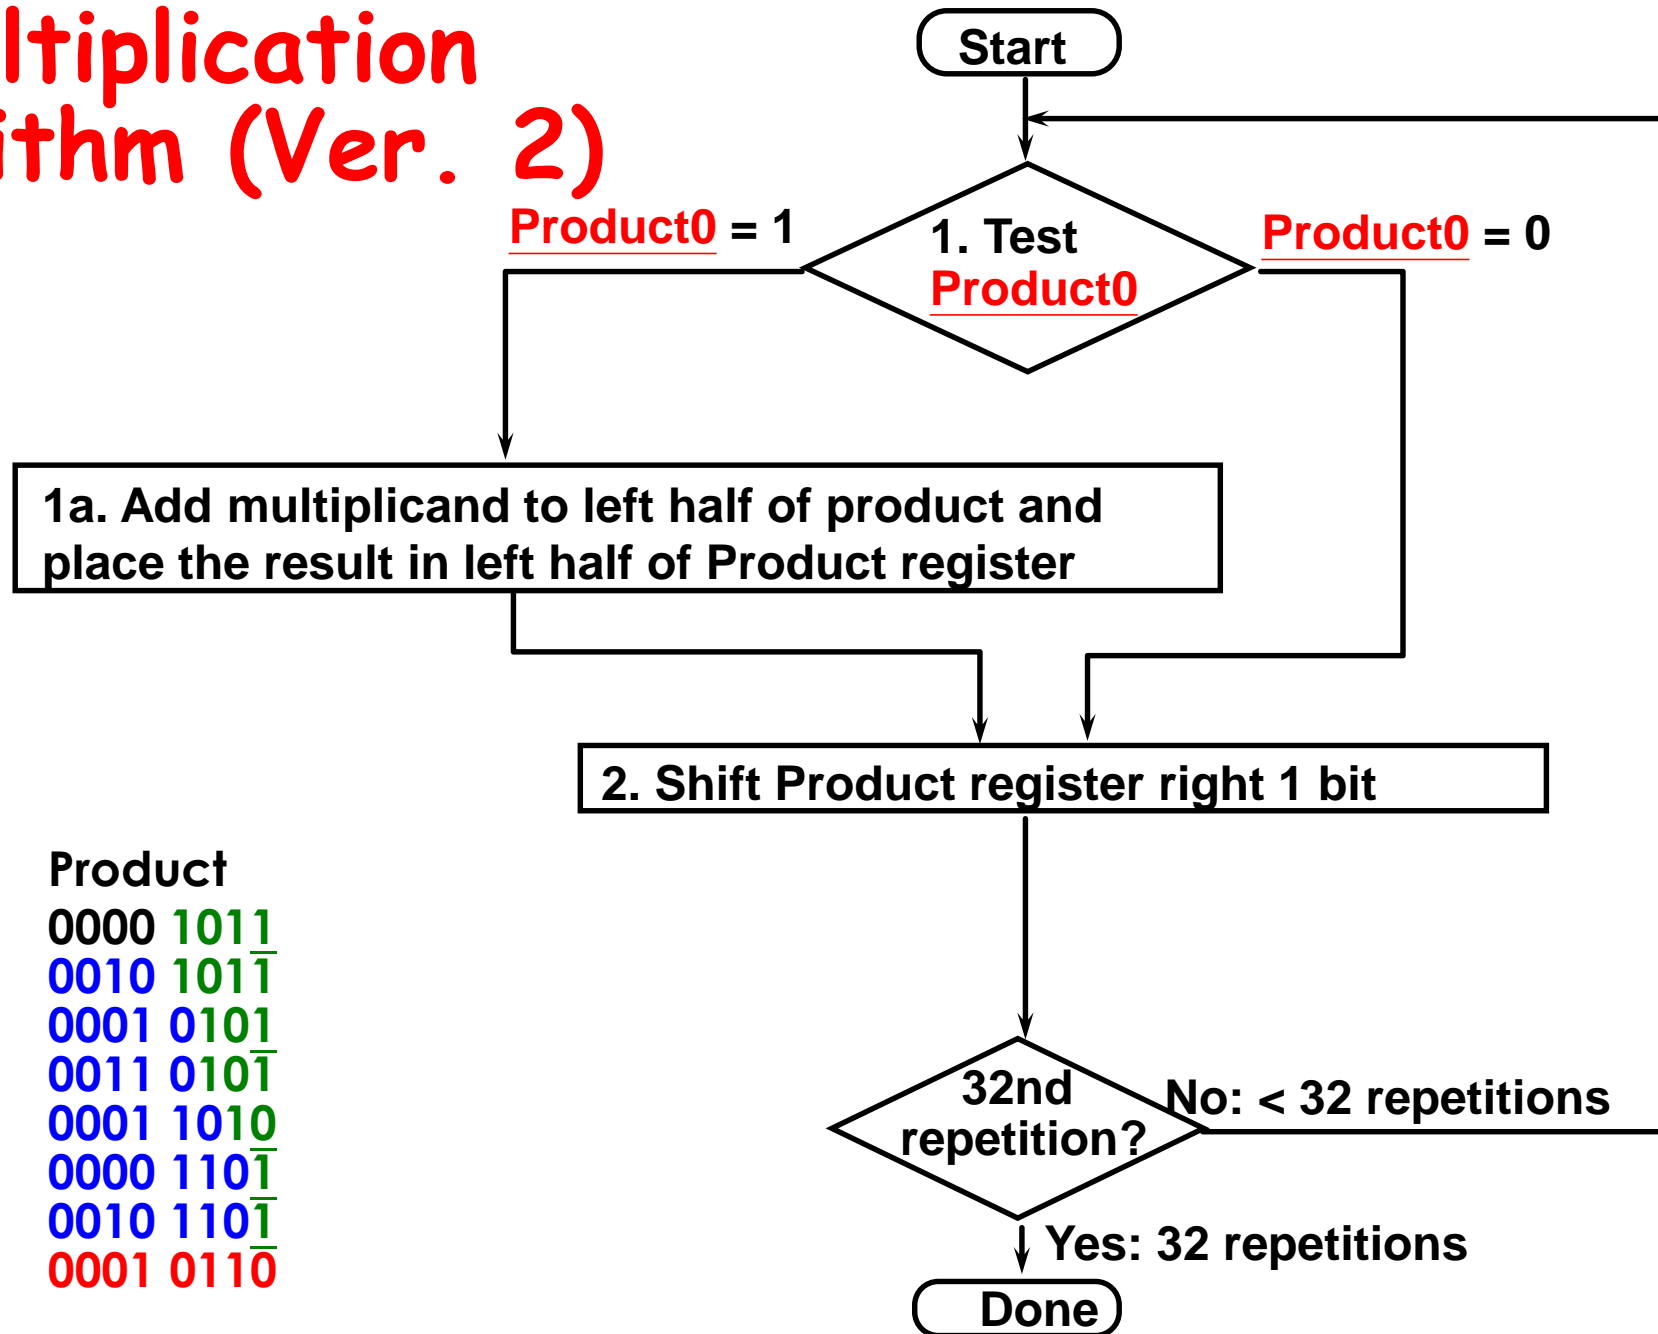 ltiplication
ithm (Ver. 2)
Start
Product0 = 1
1. Test
Product0
Product0 = 0
1a. Add multiplicand to left half of product and
place the result in left half of Product register
2. Shift Product register right 1 bit
Product
0000 1011
0010 1011
0001 0101
0011 0101
0001 1010
0000 1101
0010 1101
0001 0110
32nd
repetition?
No: < 32 repetitions
Yes: 32 repetitions
Done